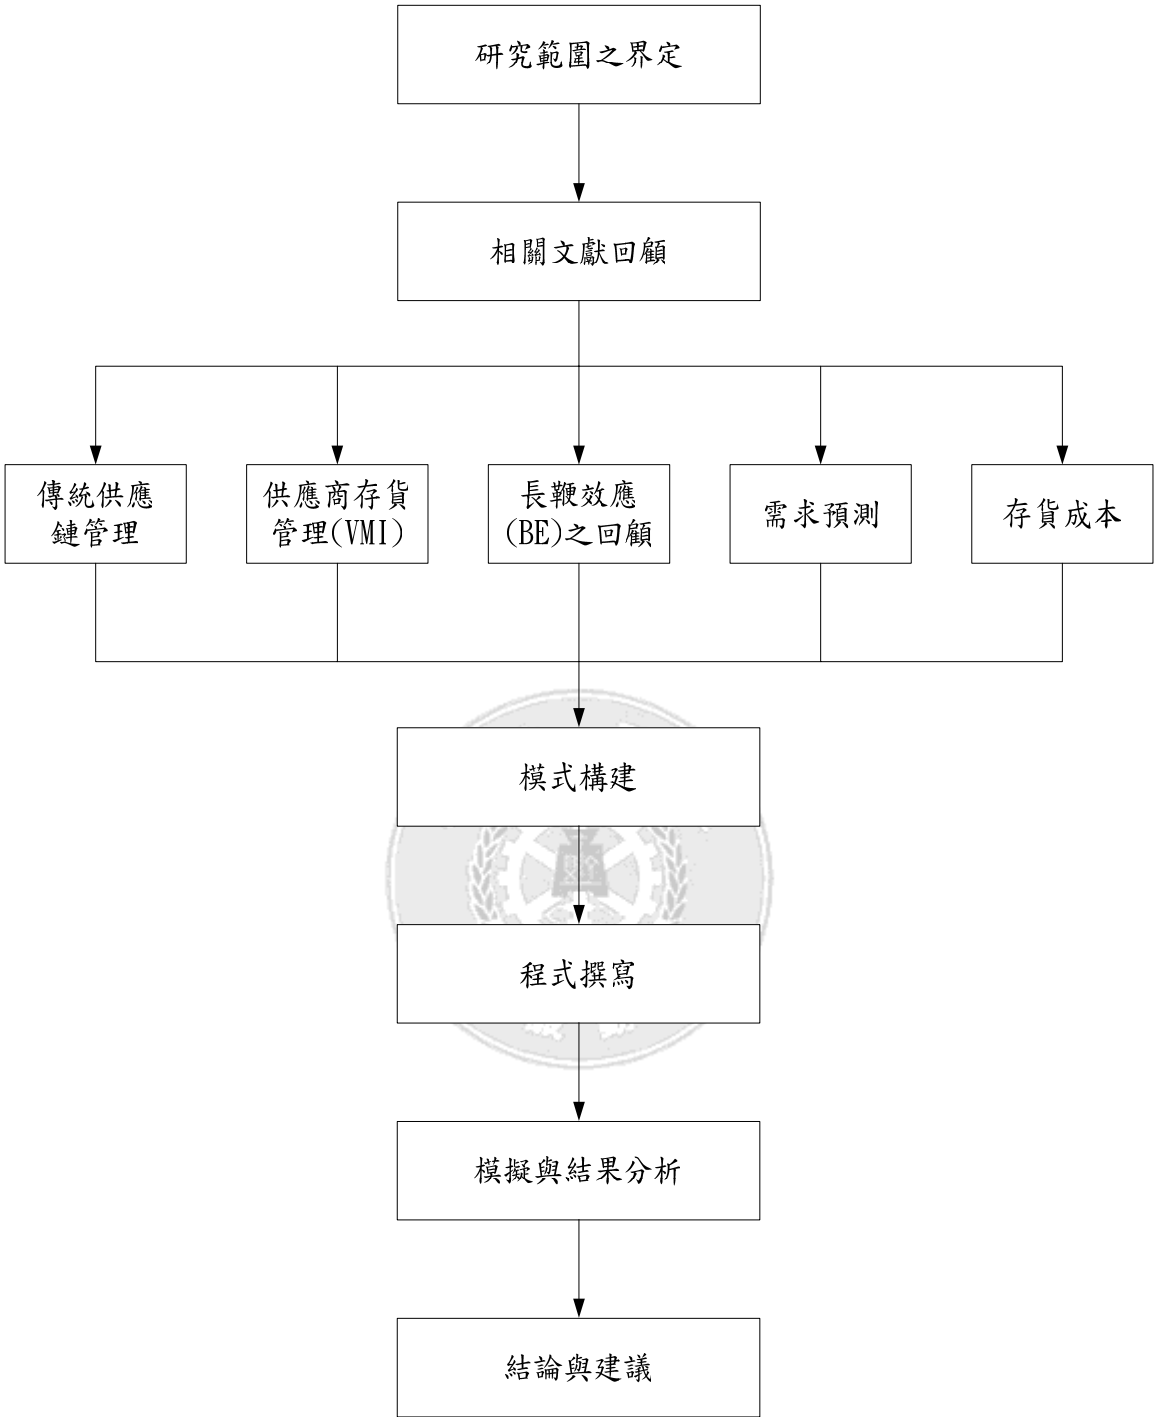 研究範圍之界定
相關文獻回顧
傳統供應
鏈管理
供應商存貨
管理(VMI)
長鞭效應
(BE)之回顧
需求預測
存貨成本
模式構建
程式撰寫
模擬與結果分析
結論與建議